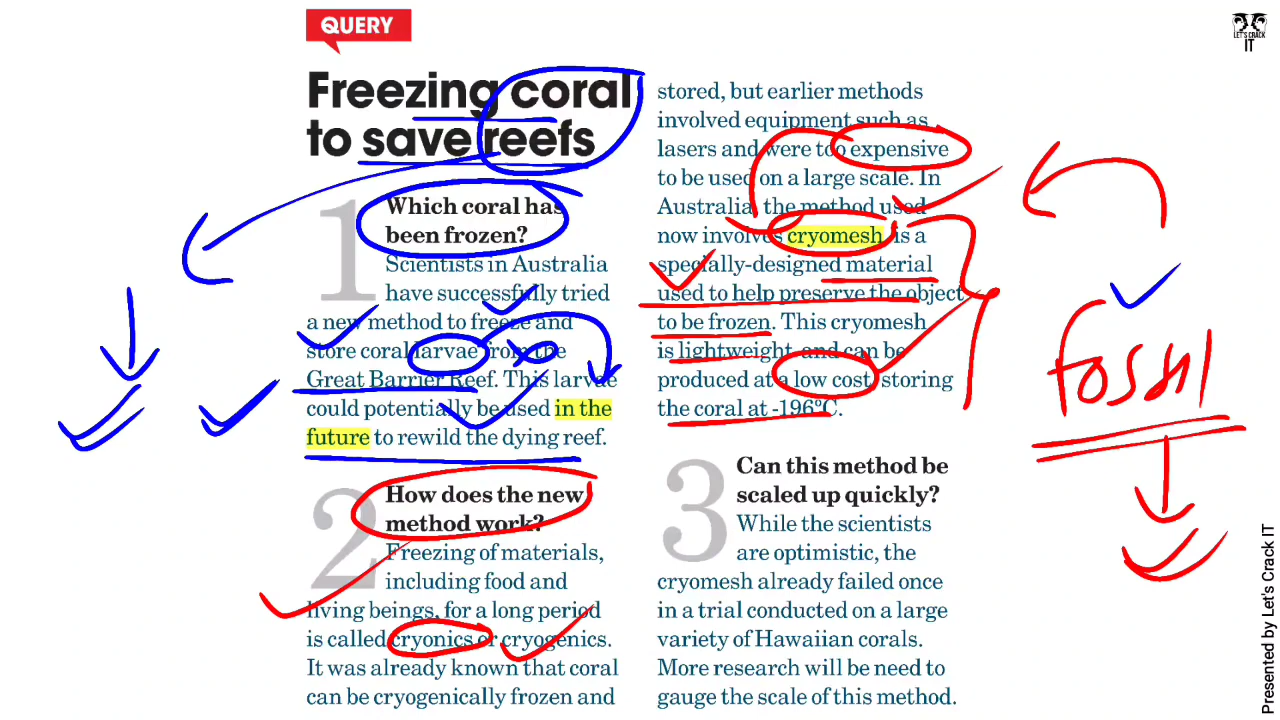 QUERY
Freezing coral
to save reefs
1
Which coral has
been frozen?
Scientists in Australia
have successfully tried
a new method to freeze and
store coral larvae from the
Great Barrier Reef. This larvae
could potentially be used in the
future to rewild the dying reef.
2
How does the new
method work?
Freezing of materials,
including food and
living beings, for a long period
is called cryonics or cryogenics.
It was already known that coral
can be cryogenically frozen and
stored, but earlier methods
involved equipment such as
lasers and were too expensive
to be used on a large scale. In
Australia, the method used
now involves cryomesh, is a
specially-designed material
used to help preserve the object
to be frozen. This cryomesh
is lightweight and can be
produced at a low cost, storing
the coral at -196°C.
3
Can this method be
scaled up quickly?
While the scientists
are optimistic, the
cryomesh already failed once
in a trial conducted on a large
variety of Hawaiian corals.
More research will be need to
gauge the scale of this method.
LET'S CRACK
IT
fossil
Presented by Let's Crack IT